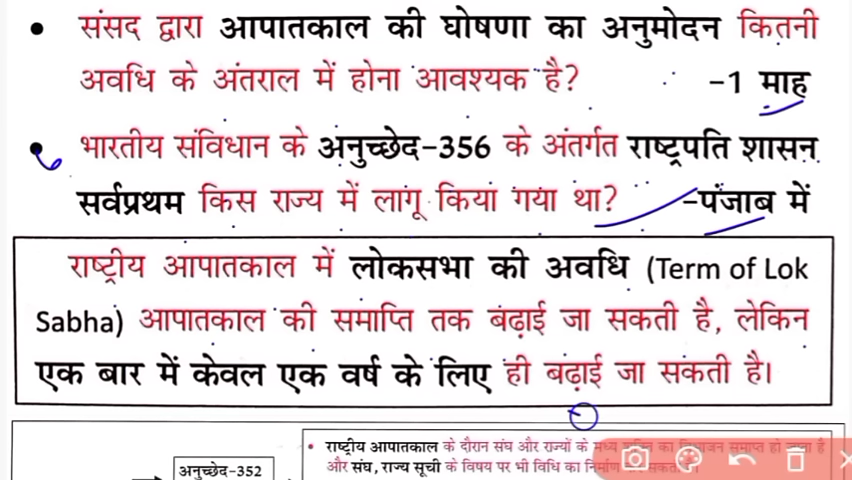 • संसद द्वारा आपातकाल की घोषणा का अनुमोदन कितनी
अवधि के अंतराल में होना आवश्यक है? -1 माह
• भारतीय संविधान के अनुच्छेद-356 के अंतर्गत राष्ट्रपति शासन
सर्वप्रथम किस राज्य में लागू किया गया था? -पंजाब में
राष्ट्रीय आपातकाल में लोकसभा की अवधि (Term of Lok
Sabha) आपातकाल की समाप्ति तक बढ़ाई जा सकती है, लेकिन
एक बार में केवल एक वर्ष के लिए ही बढ़ाई जा सकती है।
• राष्ट्रीय आपातकाल के दौरान संघ और राज्यों के मध्य का समाप्त हो जाता है
अनुच्छेद-352
और संघ, राज्य सूची के विषय पर भी विधि का निर्माण